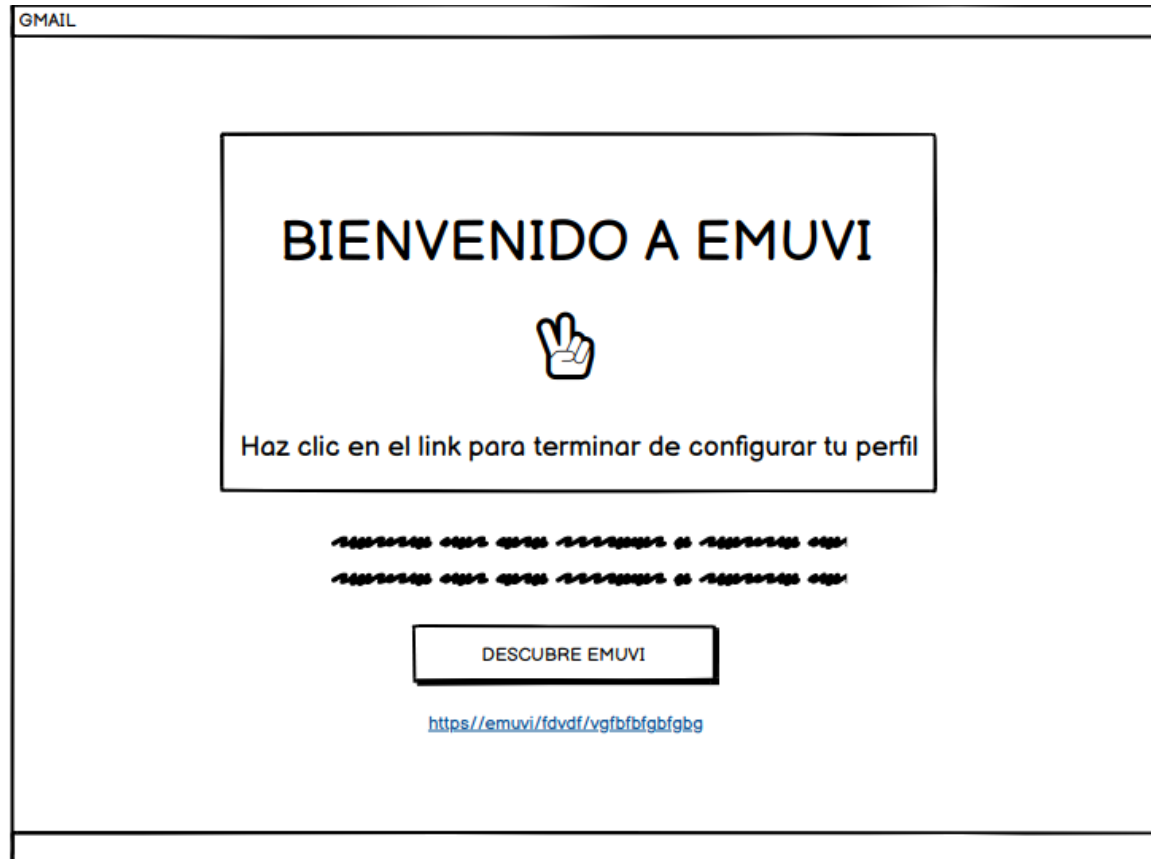 GMAIL
BIENVENIDO A EMUVI
Haz clic en el link para terminar de configurar tu perfil
DESCUBRE EMUVI
https//emuvi/fdvdf/vgfbfbfgbfgbg